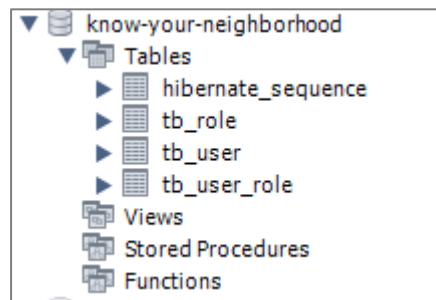 know-your-neighborhood
Tables
hibernate_sequence
tb_role
tb_user
tb_user_role
Views
Stored Procedures
Functions